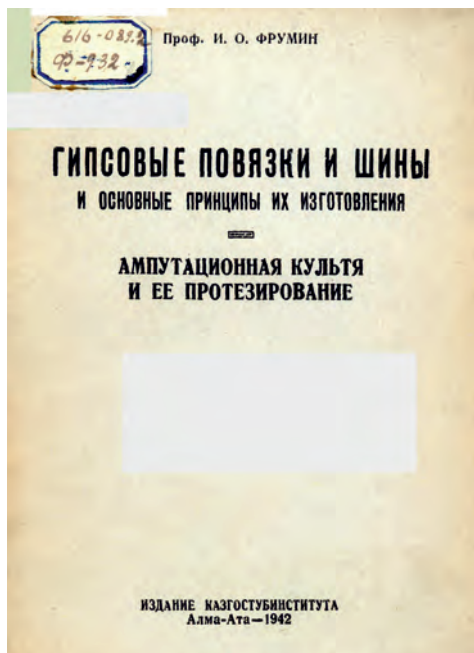 616-089.2
Ф-932-
Проф. И. О. ФРУМИН
ГИПСОВЫЕ ПОВЯЗКИ И ШИНЫ
И ОСНОВНЫЕ ПРИНЦИПЫ ИХ ИЗГОТОВЛЕНИЯ
АМПУТАЦИОННАЯ КУЛЬТЯ
И ЕЕ ПРОТЕЗИРОВАНИЕ
ИЗДАНИЕ КАЗГОСТУБИНСТИТУТА
Алма-Ата—1942